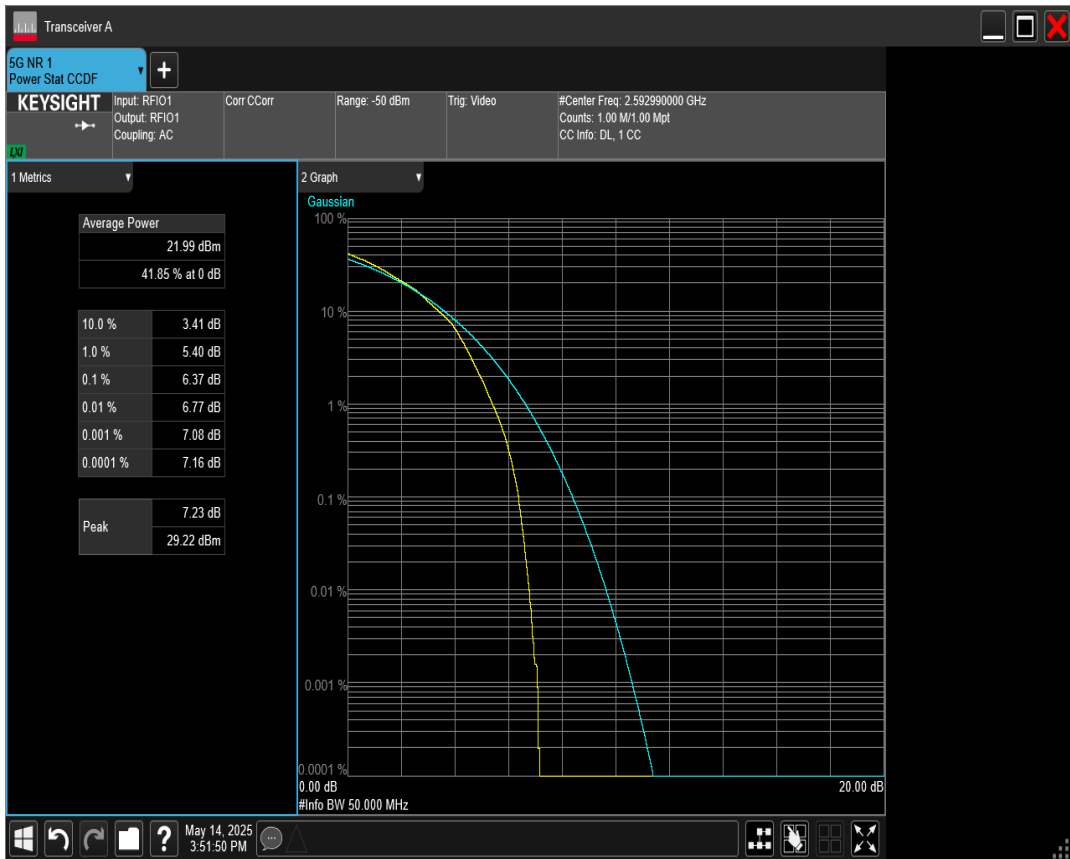 Transceiver A
5G NR 1
Power Stat CCDF
KEYSIGHT
LXI
Input: RFIO1
Output: RFIO1
Coupling: AC
Corr CCorr
Range: -50 dBm
Trig: Video
#Center Freq: 2.592990000 GHz
Counts: 1.00 M/1.00 Mpt
CC Info: DL, 1 CC
1 Metrics
Average Power
21.99 dBm
41.85 % at 0 dB
10.0 % 3.41 dB
1.0 % 5.40 dB
0.1 % 6.37 dB
0.01 % 6.77 dB
0.001 % 7.08 dB
0.0001 % 7.16 dB
Peak
7.23 dB
29.22 dBm
2 Graph
Gaussian
100 %
10 %
1 %
0.1 %
0.01 %
0.001 %
0.0001 %
0.00 dB 20.00 dB
#Info BW 50.000 MHz
?
May 14, 2025
3:51:50 PM